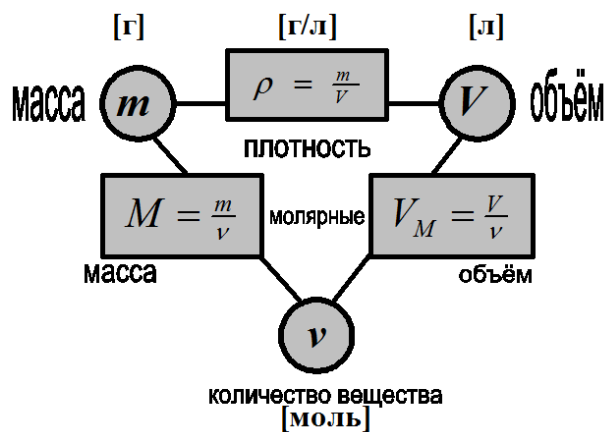 [г] [г/л] [л]
масса m ρ = m/V V объём
плотность
M = m/ν молярные V_M = V/ν
масса объём
ν
количество вещества
[моль]